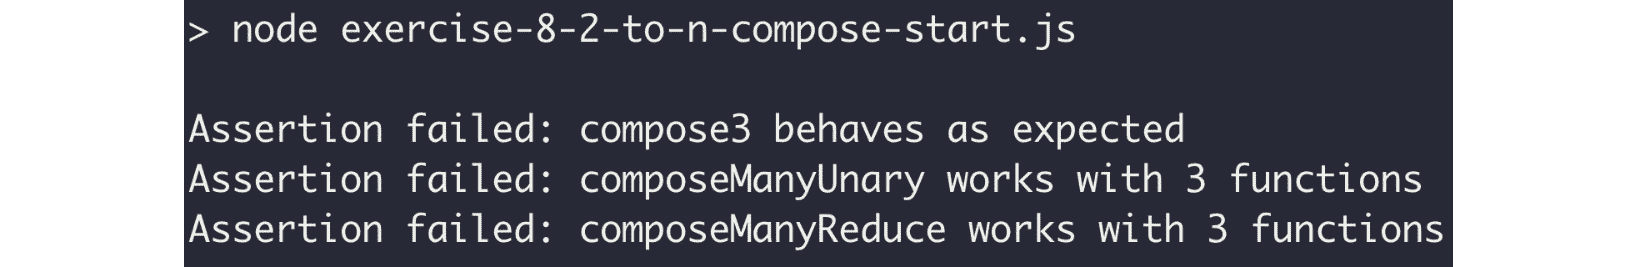 > node exercise-8-2-to-n-compose-start.js
Assertion failed: compose3 behaves as expected
Assertion failed: composeManyUnary works with 3 functions
Assertion failed: composeManyReduce works with 3 functions